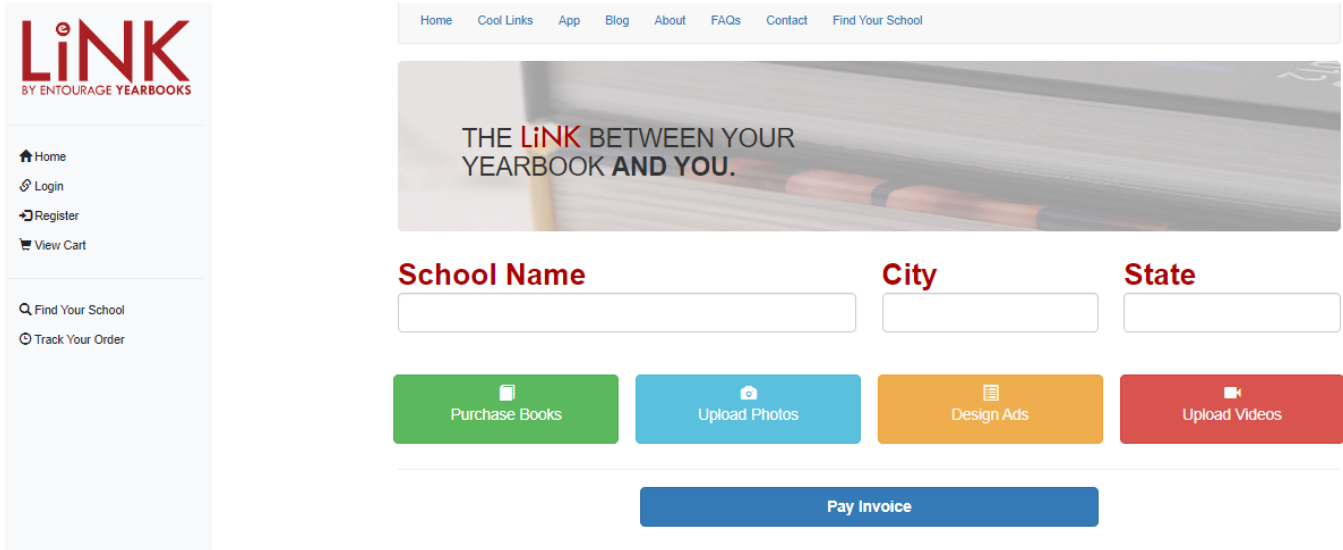 LiNK
BY ENTOURAGE YEARBOOKS
Home
Login
Register
View Cart
Find Your School
Track Your Order
Home Cool Links App Blog About FAQs Contact Find Your School
THE LiNK BETWEEN YOUR
YEARBOOK AND YOU.
School Name City State
Purchase Books Upload Photos Design Ads Upload Videos
Pay Invoice